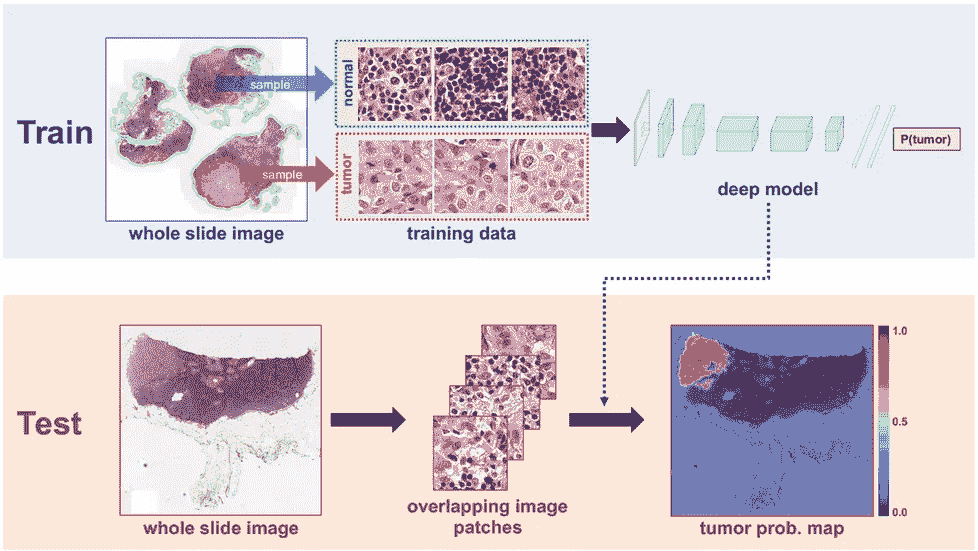 Train
sample
sample
normal
tumor
P(tumor)
deep model
whole slide image
training data
Test
1.0
0.5
0.0
whole slide image
overlapping image
patches
tumor prob. map